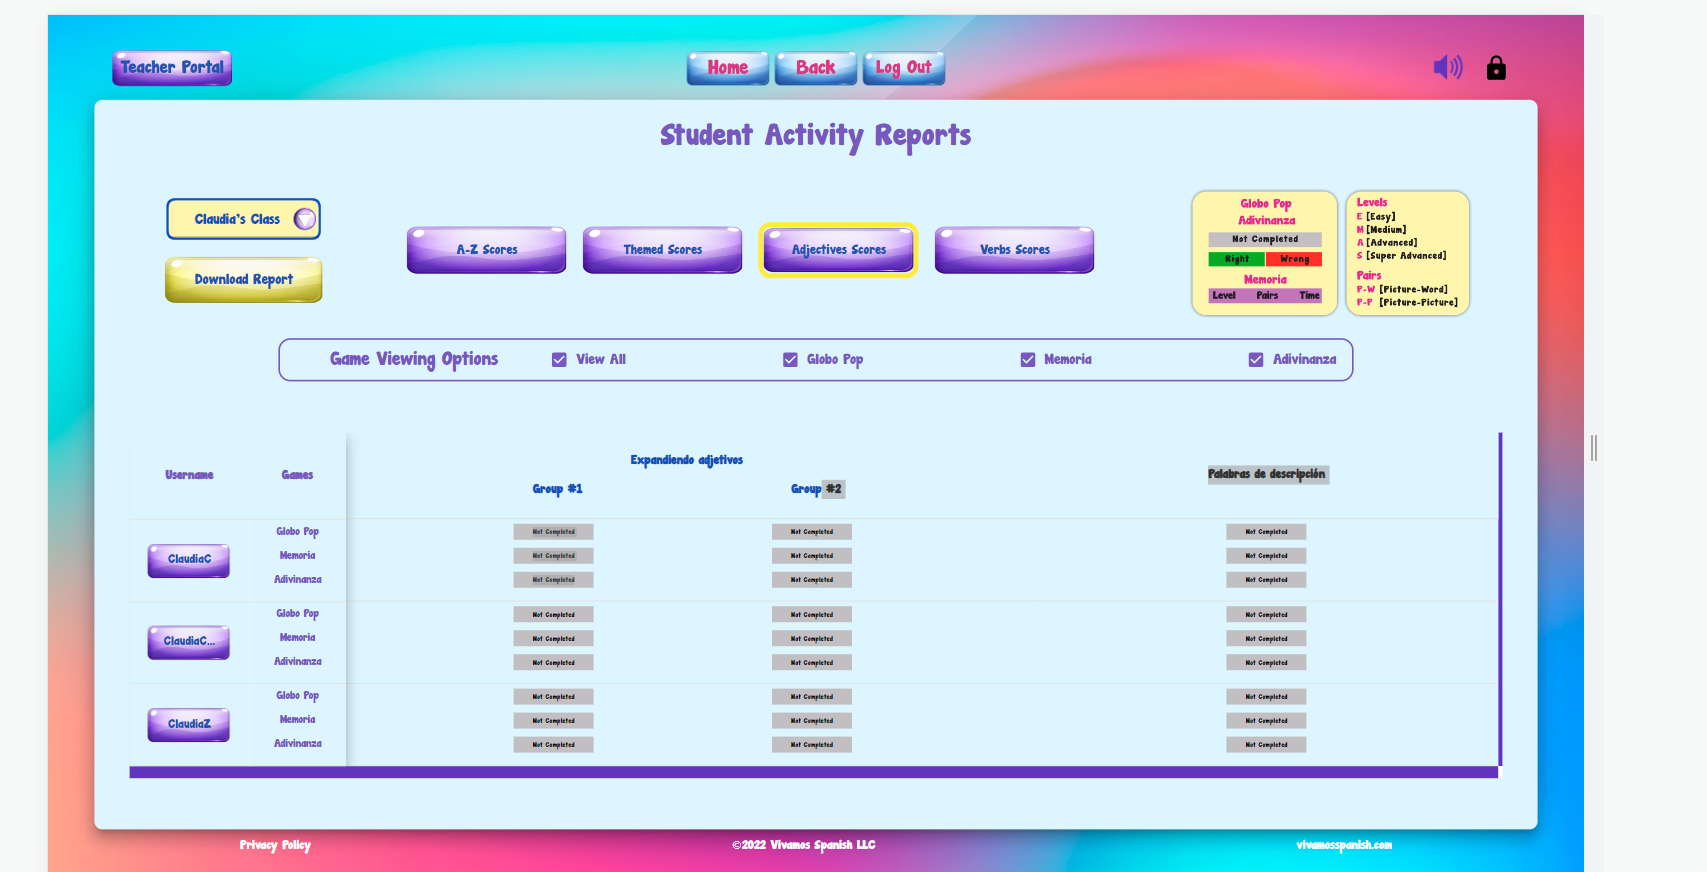 Teacher Portal
Home
Back
Log Out
Student Activity Reports
Claudia's Class
Download Report
A-Z Scores
Themed Scores
Adjectives Scores
Verbs Scores
Globo Pop
Adivinanza
Not Completed
Right Wrong
Memoria
Level Pairs Time
Levels
E [Easy]
M [Medium]
A [Advanced]
S [Super Advanced]
Pairs
P-W [Picture-Word]
P-P [Picture-Picture]
Game Viewing Options
View All
Globo Pop
Memoria
Adivinanza
Username
Games
Expandiendo adjetivos
Group #1
Group #2
Palabras de descripción
ClaudiaC
Globo Pop Not Completed Not Completed Not Completed
Memoria Not Completed Not Completed Not Completed
Adivinanza Not Completed Not Completed Not Completed
ClaudiaC...
Globo Pop Not Completed Not Completed Not Completed
Memoria Not Completed Not Completed Not Completed
Adivinanza Not Completed Not Completed Not Completed
ClaudiaZ
Globo Pop Not Completed Not Completed Not Completed
Memoria Not Completed Not Completed Not Completed
Adivinanza Not Completed Not Completed Not Completed
Privacy Policy
©2022 Vivamos Spanish LLC
vivamosspanish.com